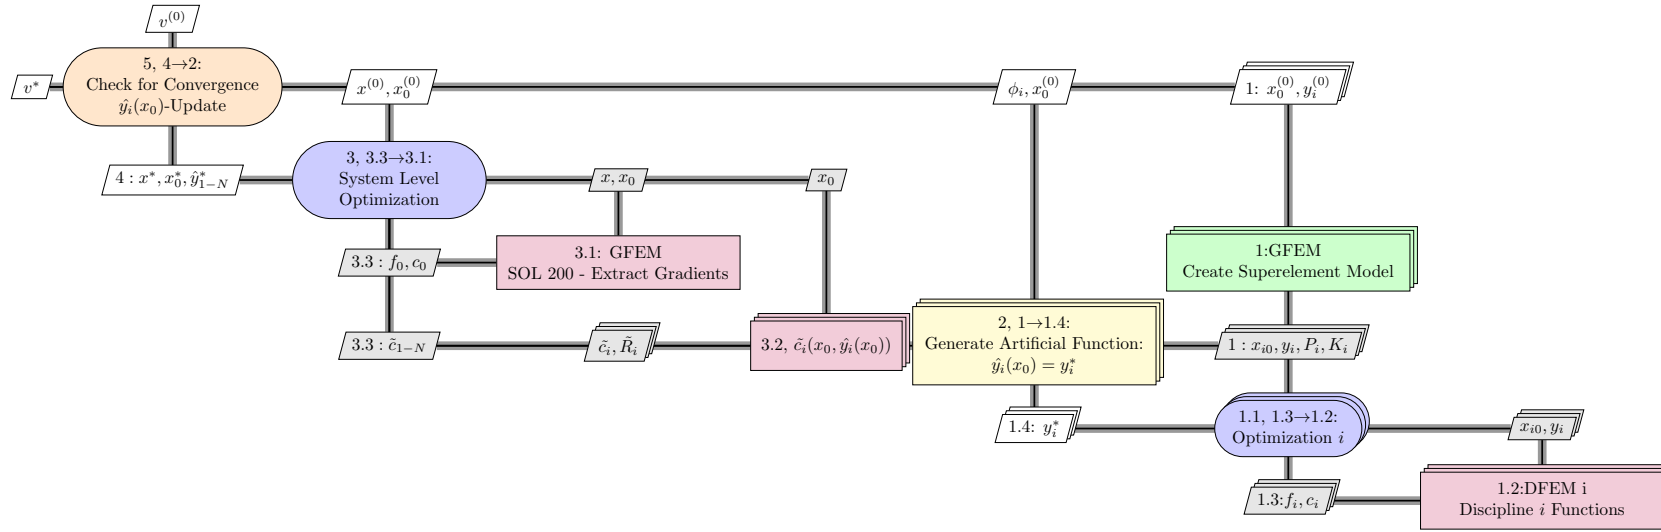 v^{(0)}
5, 4→2:
Check for Convergence
ŷ_i(x_0)-Update
v*
x^{(0)}, x_0^{(0)}
ϕ_i, x_0^{(0)}
1: x_0^{(0)}, y_i^{(0)}
4 : x*, x_0*, ŷ*_{1−N}
3, 3.3→3.1:
System Level
Optimization
x, x_0
x_0
3.3 : f_0, c_0
3.1: GFEM
SOL 200 - Extract Gradients
1:GFEM
Create Superelement Model
3.3 : c̃_{1−N}
c̃_i, R̃_i
3.2, c̃_i(x_0, ŷ_i(x_0))
2, 1→1.4:
Generate Artificial Function:
ŷ_i(x_0) = y_i*
1 : x_{i0}, y_i, P_i, K_i
1.4: y_i*
1.1, 1.3→1.2:
Optimization i
x_{i0}, y_i
1.3:f_i, c_i
1.2:DFEM i
Discipline i Functions